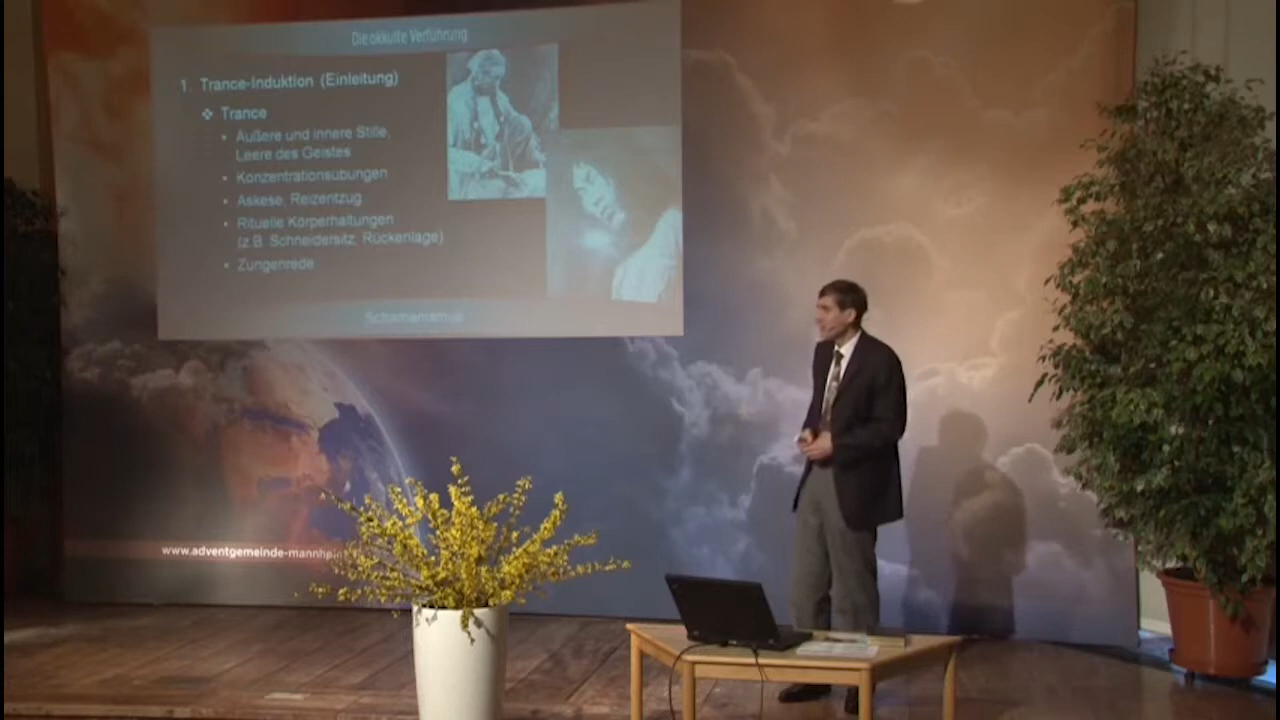 Die okkulte Verführung
1. Trance-Induktion (Einleitung)
❖ Trance
• Äußere und innere Stille,
Leere des Geistes
• Konzentrationsübungen
• Askese, Reizentzug
• Rituelle Körperhaltungen
(z.B. Schneidersitz, Rückenlage)
• Zungenrede
Schamanismus
www.adventgemeinde-mannhei